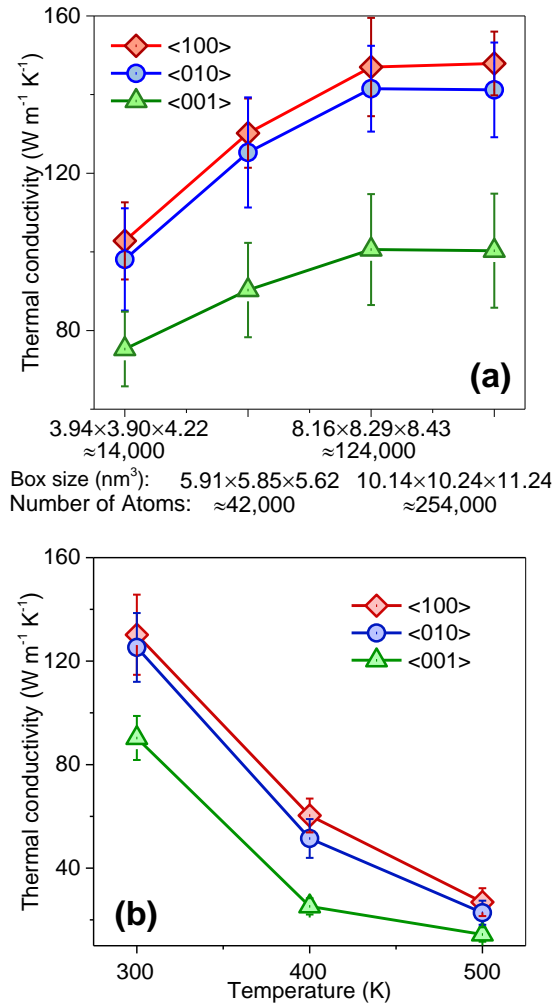 160
120
80
Thermal conductivity (W m⁻¹ K⁻¹)
<100>
<010>
<001>
(a)
3.94×3.90×4.22 8.16×8.29×8.43
≈14,000 ≈124,000
Box size (nm³): 5.91×5.85×5.62 10.14×10.24×11.24
Number of Atoms: ≈42,000 ≈254,000
160
120
80
40
Thermal conductivity (W m⁻¹ K⁻¹)
<100>
<010>
<001>
(b)
300 400 500
Temperature (K)